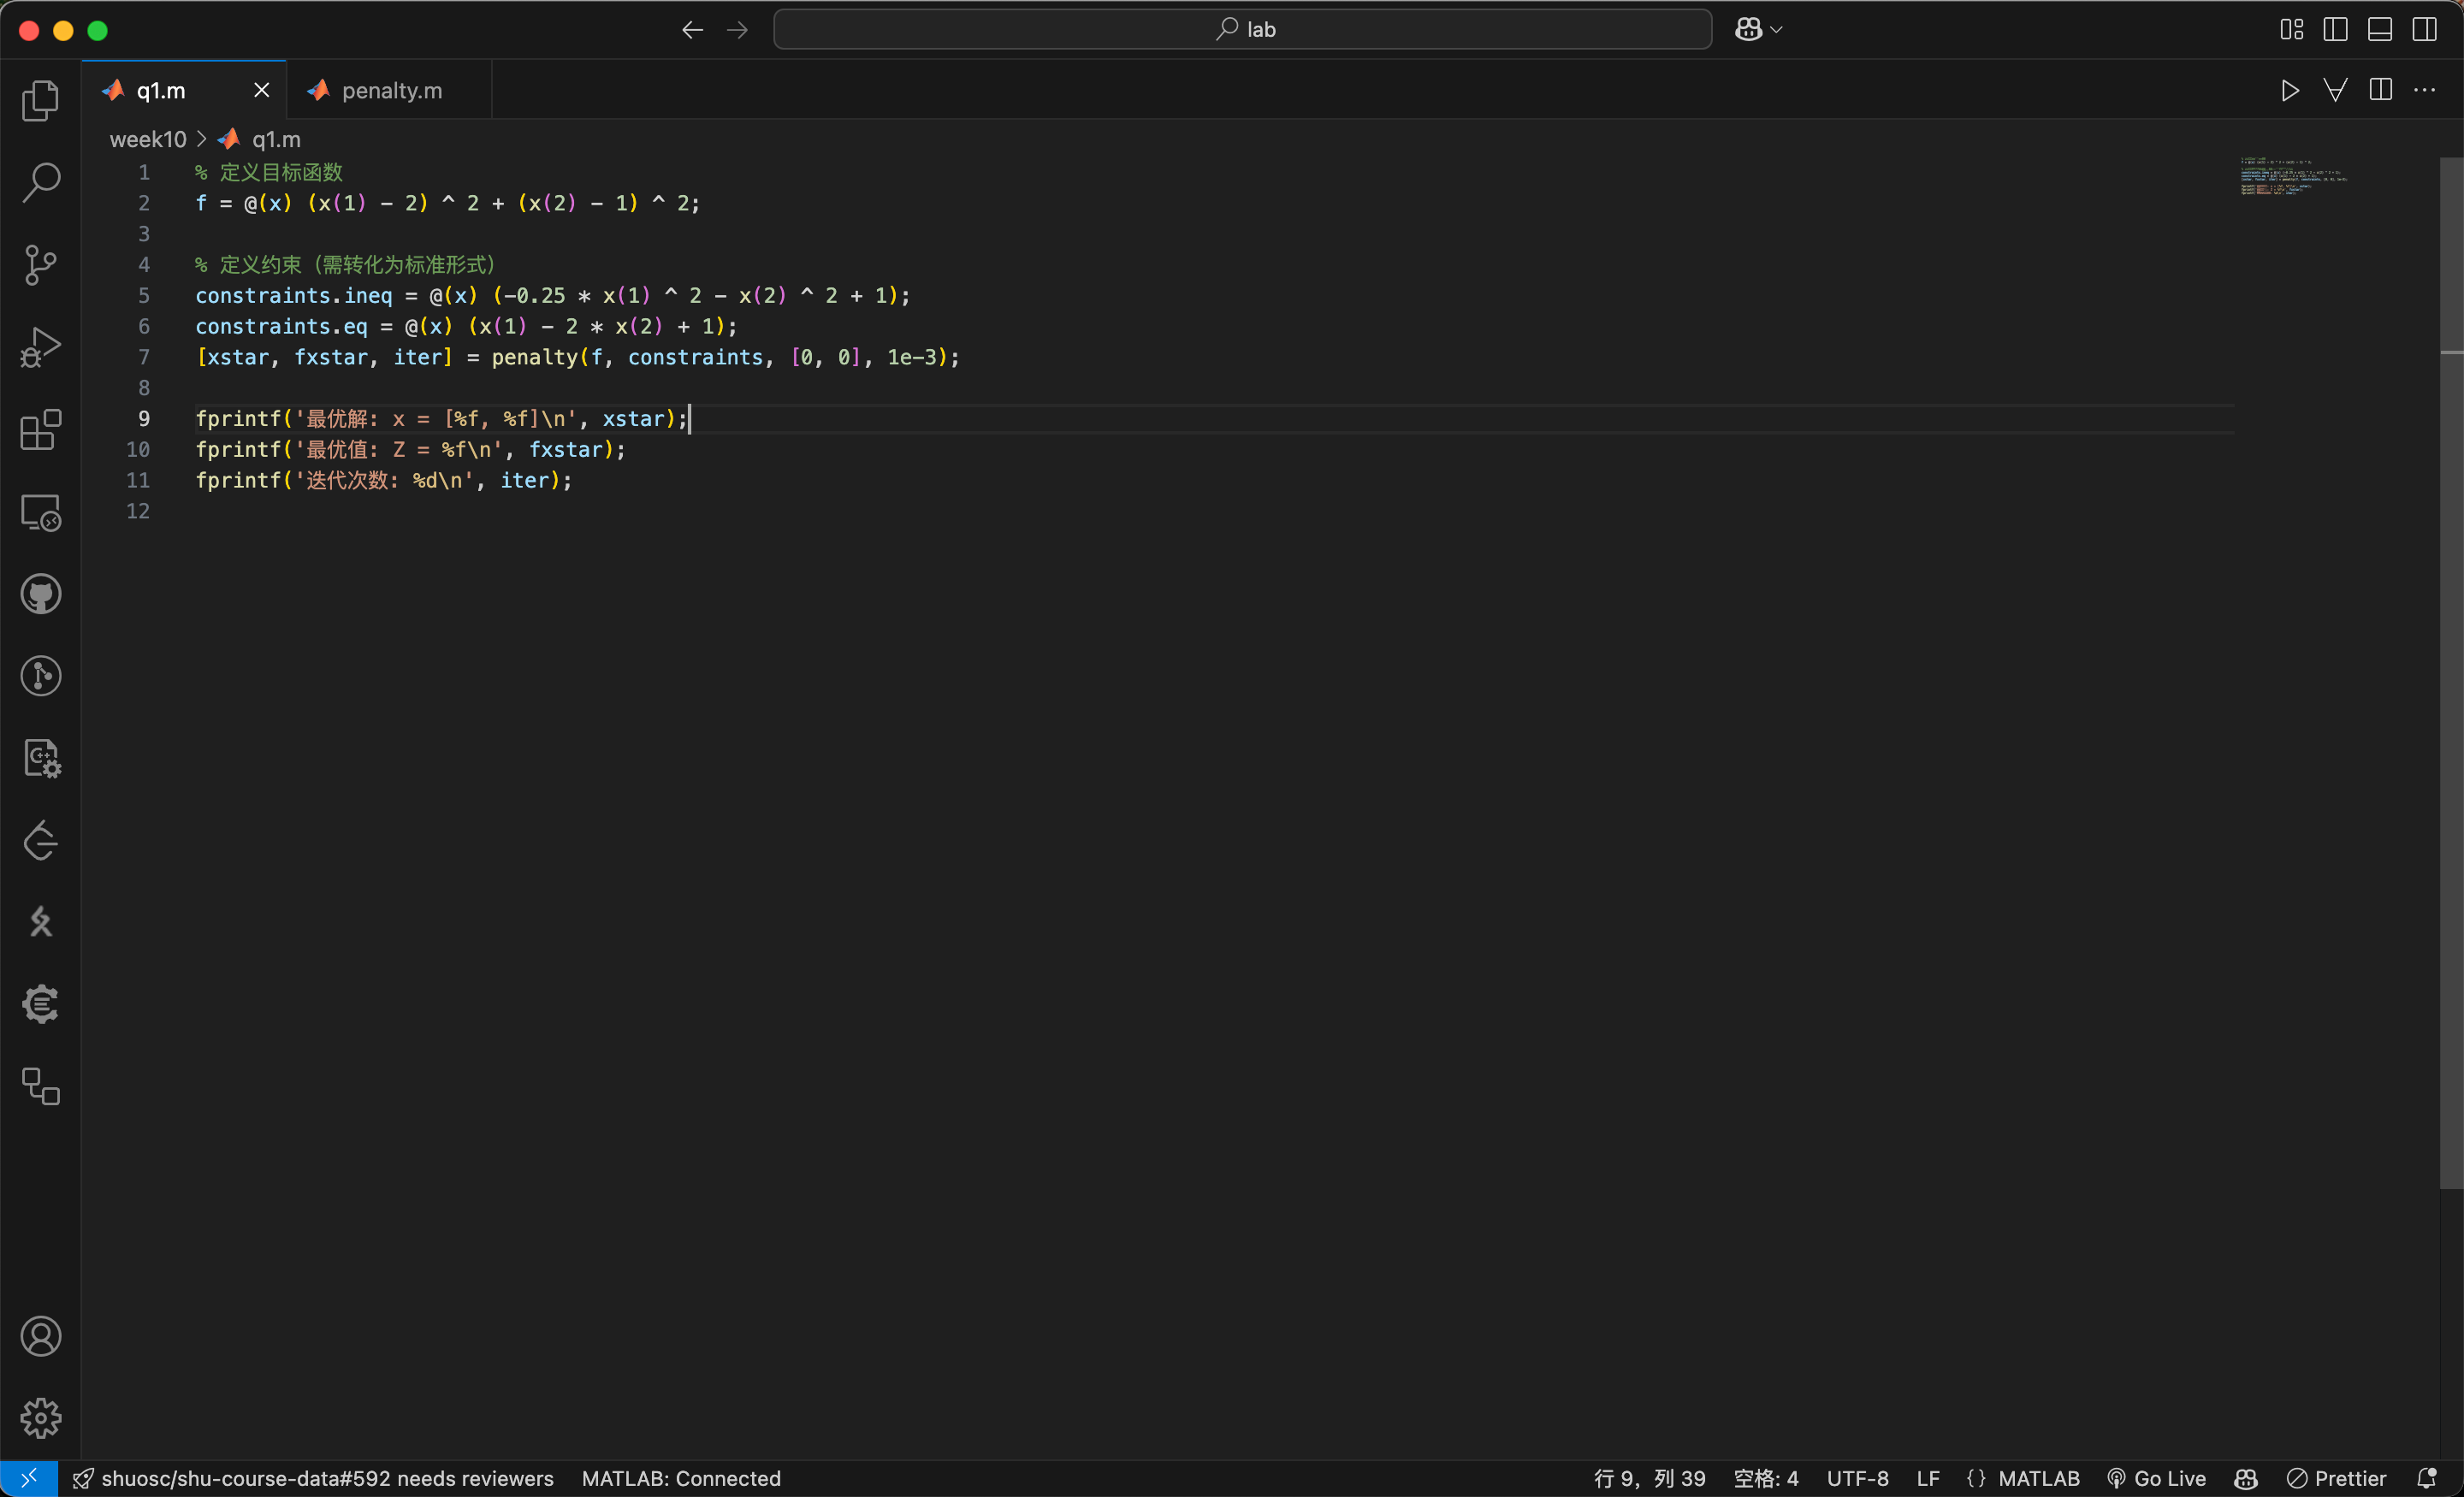 lab
q1.m
penalty.m
week10 > q1.m
1 % 定义目标函数
2 f = @(x) (x(1) - 2) ^ 2 + (x(2) - 1) ^ 2;
3
4 % 定义约束（需转化为标准形式）
5 constraints.ineq = @(x) (-0.25 * x(1) ^ 2 - x(2) ^ 2 + 1);
6 constraints.eq = @(x) (x(1) - 2 * x(2) + 1);
7 [xstar, fxstar, iter] = penalty(f, constraints, [0, 0], 1e-3);
8
9 fprintf('最优解: x = [%f, %f]\n', xstar);
10 fprintf('最优值: Z = %f\n', fxstar);
11 fprintf('迭代次数: %d\n', iter);
12
shuosc/shu-course-data#592 needs reviewers MATLAB: Connected 行 9，列 39 空格: 4 UTF-8 LF {} MATLAB Go Live Prettier